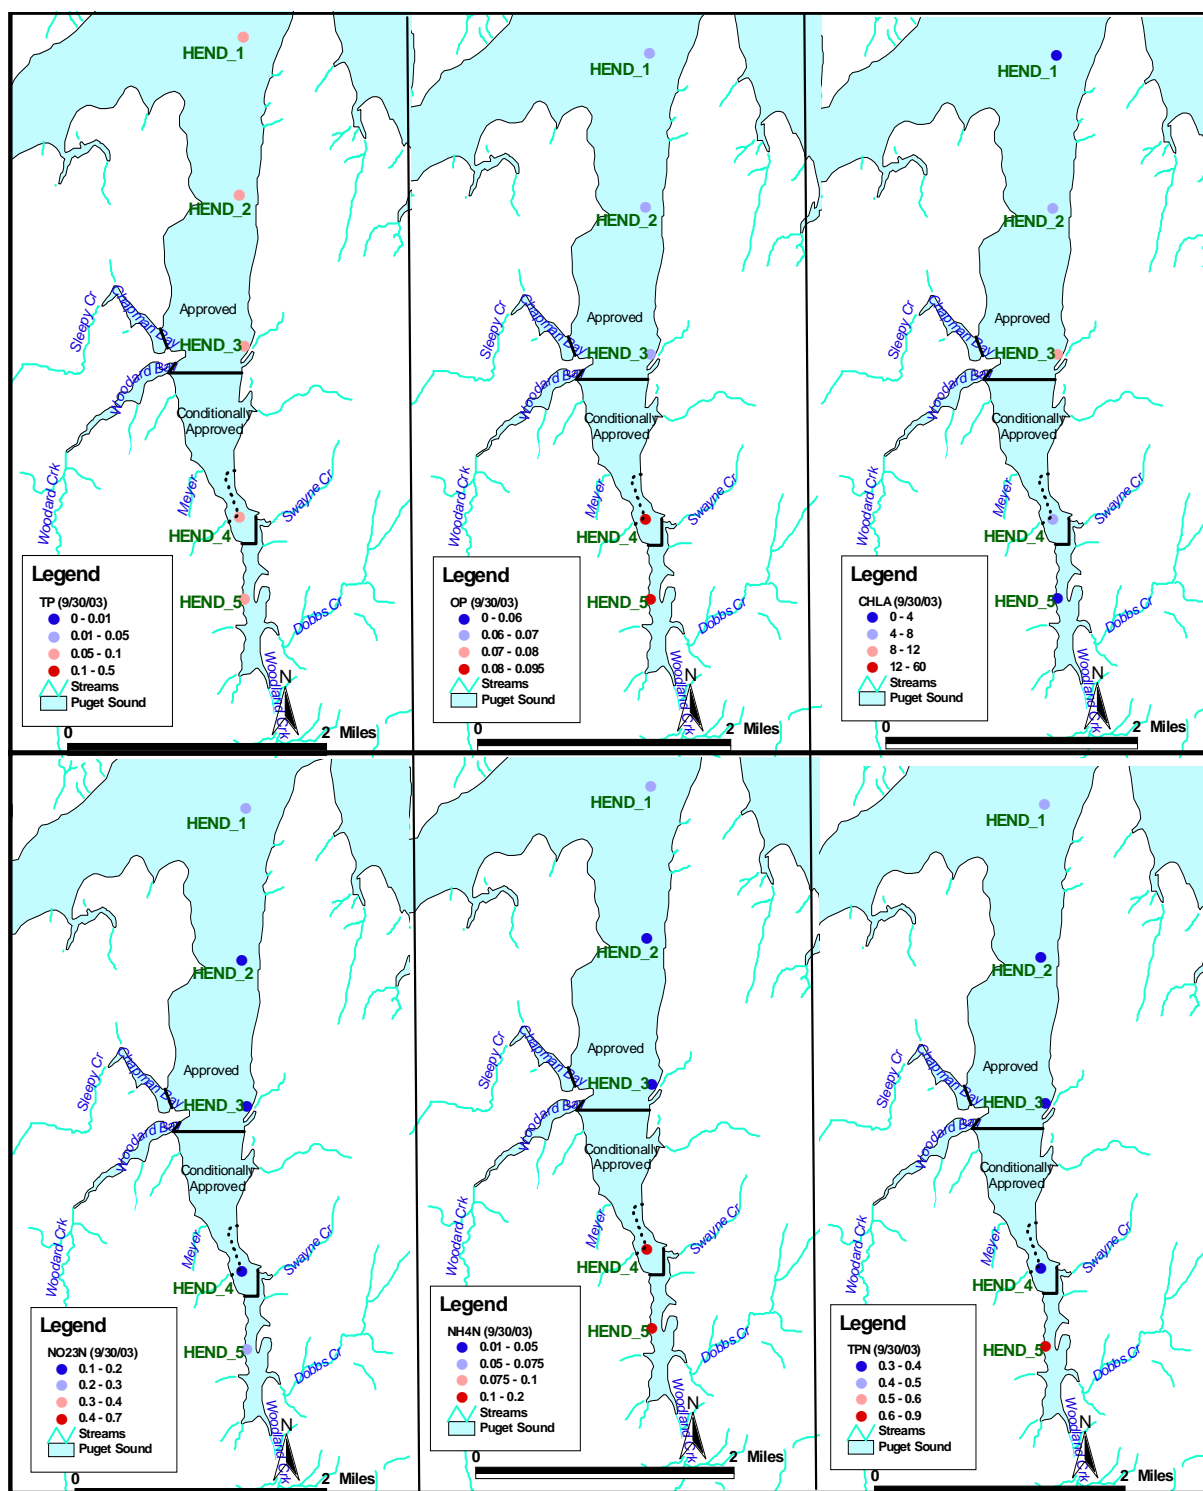 HEND_1
HEND_2
Sleepy Cr
Chapman Bay
Approved
HEND_3
Woodard Bay
Conditionally
Approved
Woodard Crk
Meyer
Swayne Cr
HEND_4
HEND_5
Dobbs Cr
Woodland Crk
N
Legend
TP (9/30/03)
0 - 0.01
0.01 - 0.05
0.05 - 0.1
0.1 - 0.5
Streams
Puget Sound
0 2 Miles
HEND_1
HEND_2
Sleepy Cr
Chapman Bay
Approved
HEND_3
Woodard Bay
Conditionally
Approved
Woodard Crk
Meyer
Swayne Cr
HEND_4
HEND_5
Dobbs Cr
Woodland Crk
N
Legend
OP (9/30/03)
0 - 0.06
0.06 - 0.07
0.07 - 0.08
0.08 - 0.095
Streams
Puget Sound
0 2 Miles
HEND_1
HEND_2
Sleepy Cr
Chapman Bay
Approved
HEND_3
Woodard Bay
Conditionally
Approved
Woodard Crk
Meyer
Swayne Cr
HEND_4
HEND_5
Dobbs Cr
Woodland Crk
N
Legend
CHLA (9/30/03)
0 - 4
4 - 8
8 - 12
12 - 60
Streams
Puget Sound
0 2 Miles
HEND_1
HEND_2
Sleepy Cr
Chapman Bay
Approved
HEND_3
Woodard Bay
Conditionally
Approved
Woodard Crk
Meyer
Swayne Cr
HEND_4
HEND_5
Dobbs Cr
Woodland Crk
N
Legend
NO23N (9/30/03)
0.1 - 0.2
0.2 - 0.3
0.3 - 0.4
0.4 - 0.7
Streams
Puget Sound
0 2 Miles
HEND_1
HEND_2
Sleepy Cr
Chapman Bay
Approved
HEND_3
Woodard Bay
Conditionally
Approved
Woodard Crk
Meyer
Swayne Cr
HEND_4
HEND_5
Dobbs Cr
Woodland Crk
N
Legend
NH4N (9/30/03)
0.01 - 0.05
0.05 - 0.075
0.075 - 0.1
0.1 - 0.2
Streams
Puget Sound
0 2 Miles
HEND_1
HEND_2
Sleepy Cr
Chapman Bay
Approved
HEND_3
Woodard Bay
Conditionally
Approved
Woodard Crk
Meyer
Swayne Cr
HEND_4
HEND_5
Dobbs Cr
Woodland Crk
N
Legend
TPN (9/30/03)
0.3 - 0.4
0.4 - 0.5
0.5 - 0.6
0.6 - 0.9
Streams
Puget Sound
0 2 Miles